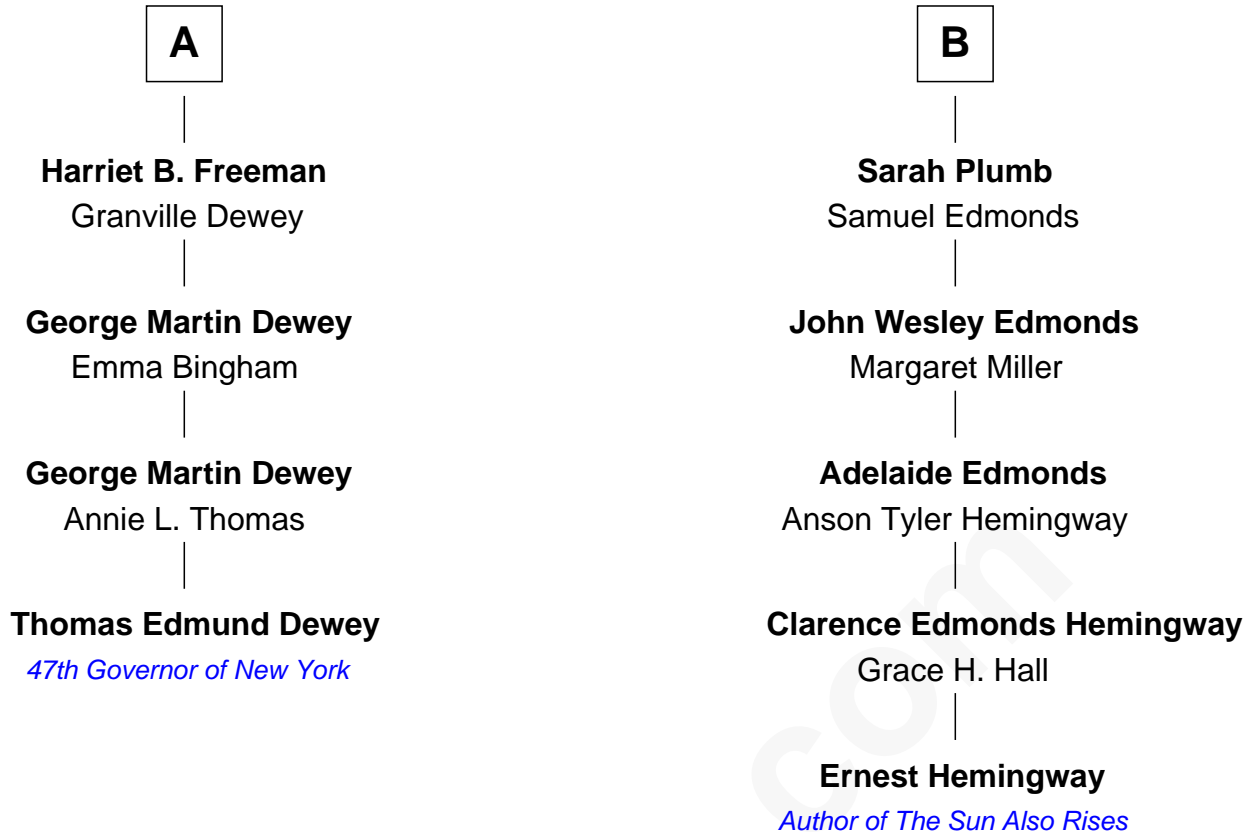 A
Harriet B. Freeman
Granville Dewey
George Martin Dewey
Emma Bingham
George Martin Dewey
Annie L. Thomas
Thomas Edmund Dewey
47th Governor of New York
B
Sarah Plumb
Samuel Edmonds
John Wesley Edmonds
Margaret Miller
Adelaide Edmonds
Anson Tyler Hemingway
Clarence Edmonds Hemingway
Grace H. Hall
Ernest Hemingway
Author of The Sun Also Rises
com